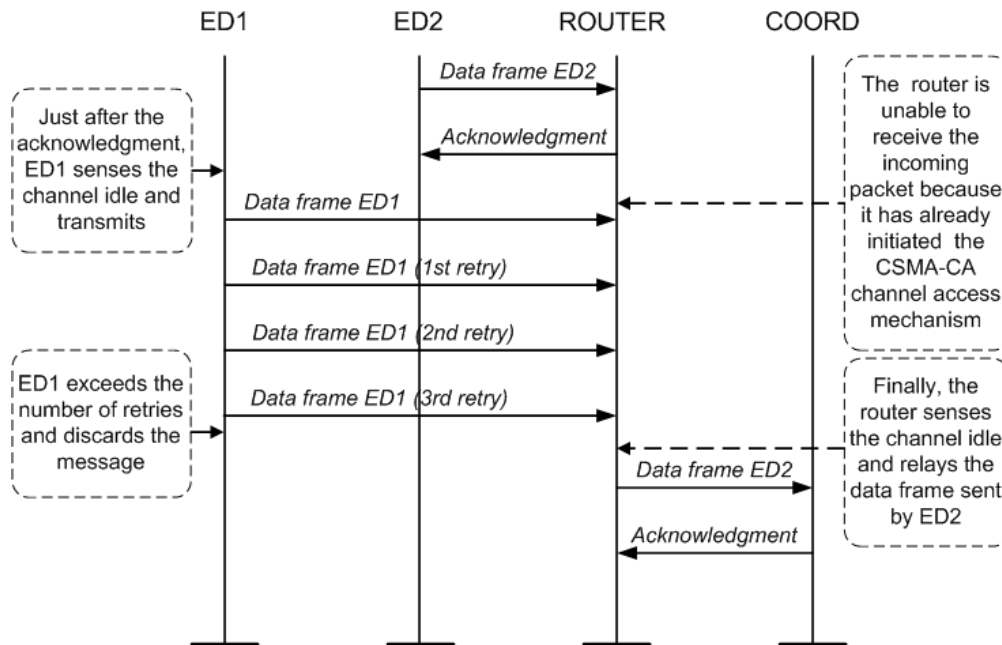 ED1
ED2
ROUTER
COORD
Data frame ED2
Just after the
acknowledgment,
ED1 senses the
channel idle and
transmits
The router is
unable to
receive the
incoming
packet because
it has already
initiated the
CSMA-CA
channel access
mechanism
Acknowledgment
Data frame ED1
Data frame ED1 (1st retry)
Data frame ED1 (2nd retry)
ED1 exceeds the
number of retries
and discards the
message
Data frame ED1 (3rd retry)
Finally, the
router senses
the channel idle
and relays the
data frame sent
by ED2
Data frame ED2
Acknowledgment